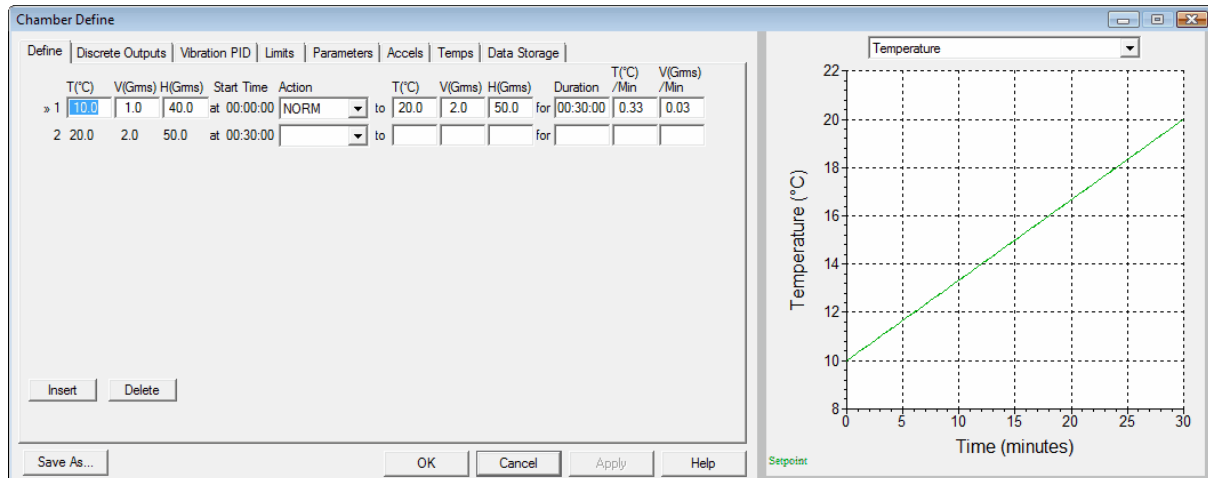 Chamber Define
Define Discrete Outputs Vibration PID Limits Parameters Accels Temps Data Storage
T(°C) V(Grms)
T(°C) V(Grms) H(Grms) Start Time Action T(°C) V(Grms) H(Grms) Duration /Min /Min
» 1 10.0 1.0 40.0 at 00:00:00 NORM to 20.0 2.0 50.0 for 00:30:00 0.33 0.03
2 20.0 2.0 50.0 at 00:30:00 to for
Insert Delete
Save As... OK Cancel Apply Help
Temperature
22
20
18
16
14
12
10
8
Temperature (°C)
0 5 10 15 20 25 30
Time (minutes)
Setpoint